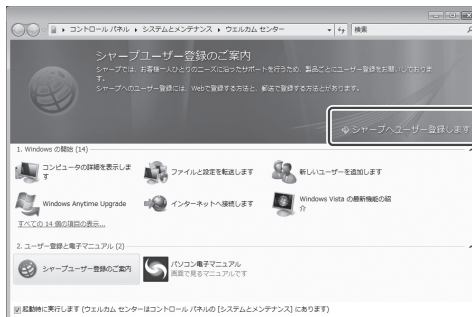 コントロール パネル ▸ システムとメンテナンス ▸ ウェルカム センター
検索
シャープユーザー登録のご案内
シャープでは、お客様一人ひとりのニーズに沿ったサポートを行うため、製品ごとにユーザー登録をお願いしております。
シャープへのユーザー登録には、Webで登録する方法と、郵送で登録する方法とがあります。
シャープへユーザー登録します
1. Windows の開始 (14)
コンピュータの詳細を表示します
ファイルと設定を転送します
新しいユーザーを追加します
Windows Anytime Upgrade
インターネットへ接続します
Windows Vista の最新機能の紹介
すべての 14 個の項目の表示...
2. ユーザー登録と電子マニュアル (2)
シャープユーザー登録のご案内
パソコン電子マニュアル
画面で見るマニュアルです
起動時に実行します (ウェルカム センターはコントロール パネルの [システムとメンテナンス] にあります)